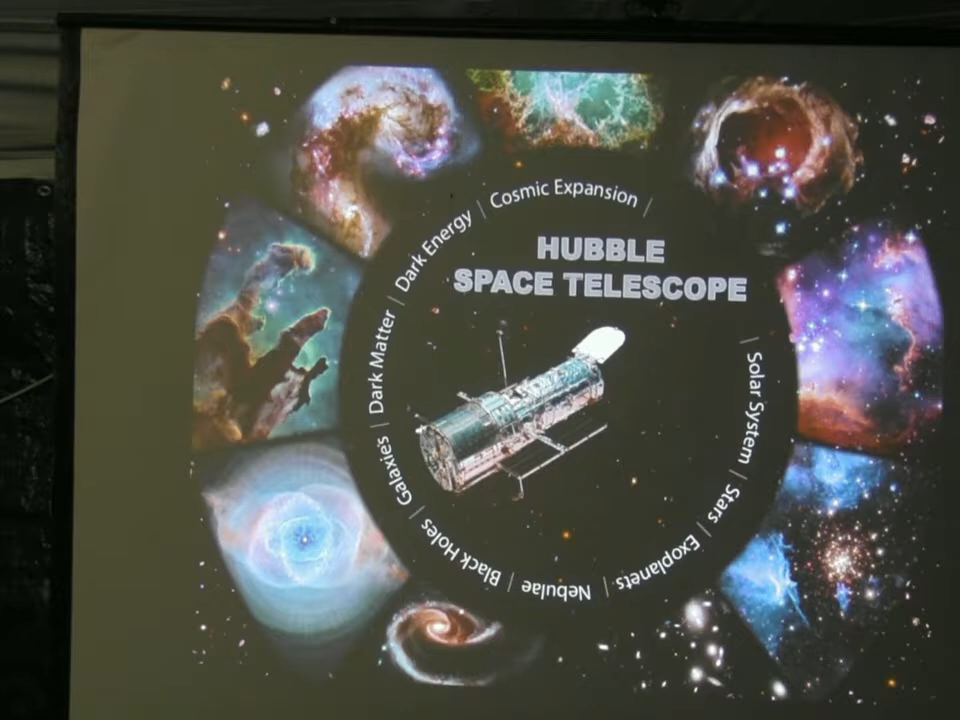 HUBBLE
SPACE TELESCOPE
Solar System | Stars | Exoplanets | Nebulae | Black Holes | Galaxies | Dark Matter | Dark Energy | Cosmic Expansion |